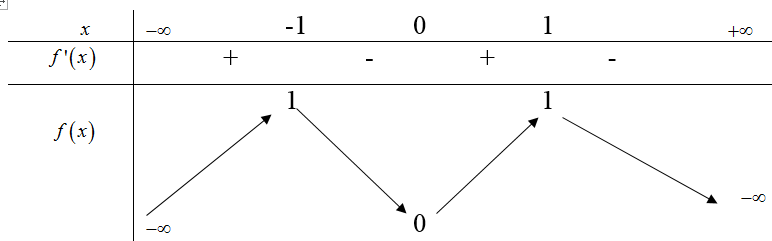 x -∞ -1 0 1 +∞
f'(x) + - + -
1 1
f(x)
-∞ 0 -∞